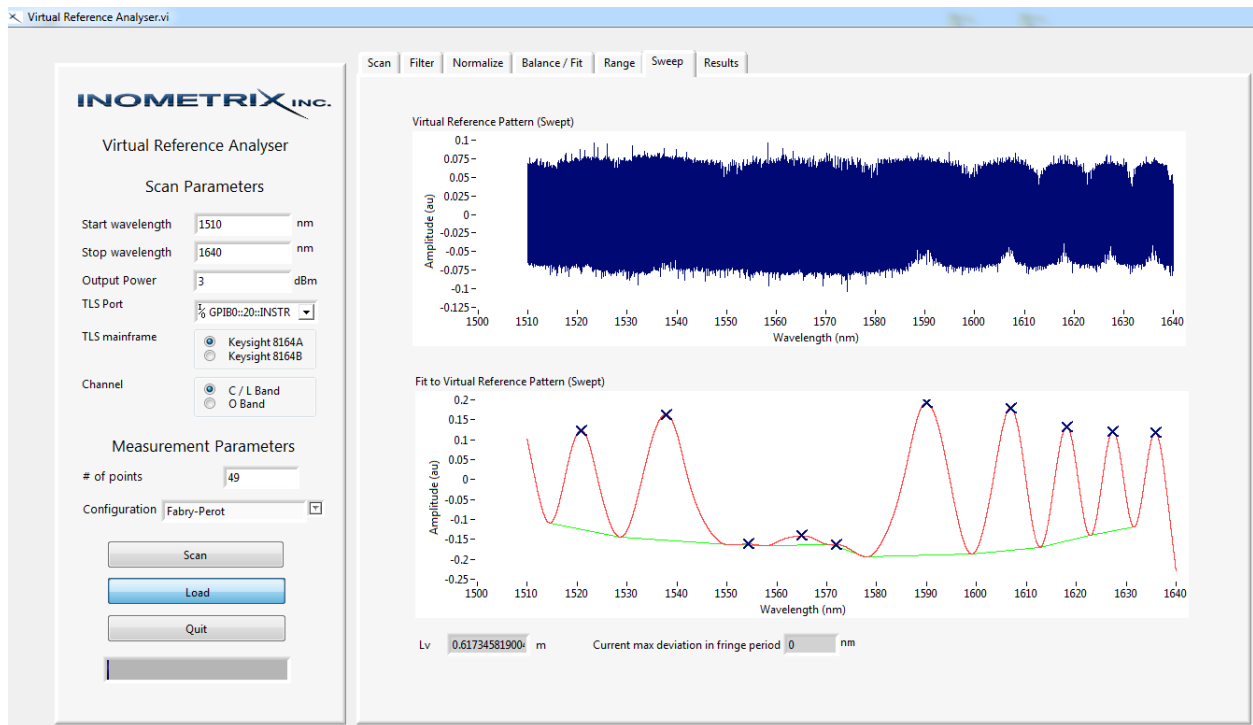 Virtual Reference Analyser.vi
INOMETRIX INC.
Virtual Reference Analyser
Scan Parameters
Start wavelength 1510 nm
Stop wavelength 1640 nm
Output Power 3 dBm
TLS Port GPIB0::20::INSTR
TLS mainframe Keysight 8164A
Keysight 8164B
Channel C / L Band
O Band
Measurement Parameters
# of points 49
Configuration Fabry-Perot
Scan
Load
Quit
Scan Filter Normalize Balance / Fit Range Sweep Results
Virtual Reference Pattern (Swept)
Amplitude (au)
0.1
0.075
0.05
0.025
0
-0.025
-0.05
-0.075
-0.1
-0.125
1500 1510 1520 1530 1540 1550 1560 1570 1580 1590 1600 1610 1620 1630 1640
Wavelength (nm)
Fit to Virtual Reference Pattern (Swept)
Amplitude (au)
0.2
0.15
0.1
0.05
0
-0.05
-0.1
-0.15
-0.2
-0.25
1500 1510 1520 1530 1540 1550 1560 1570 1580 1590 1600 1610 1620 1630 1640
Wavelength (nm)
Lv 0.61734581900 m Current max deviation in fringe period 0 nm